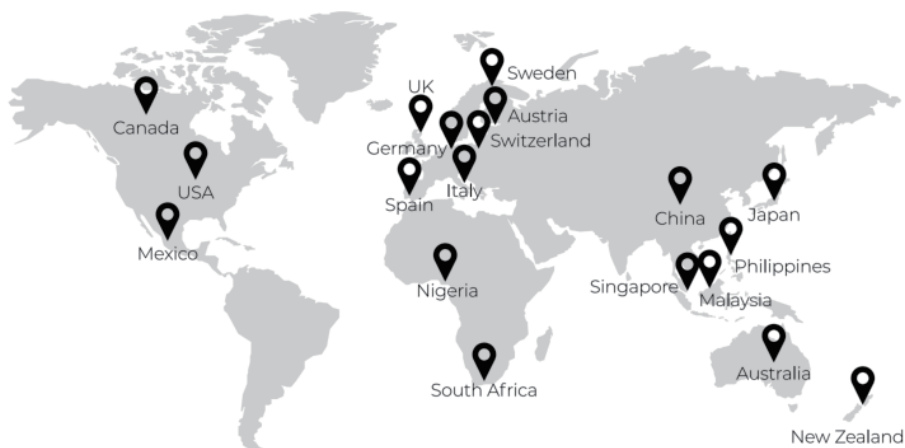 Sweden
UK
Austria
Canada
Germany
Switzerland
USA
Italy
Spain
China
Japan
Mexico
Philippines
Nigeria
Singapore
Malaysia
Australia
South Africa
New Zealand